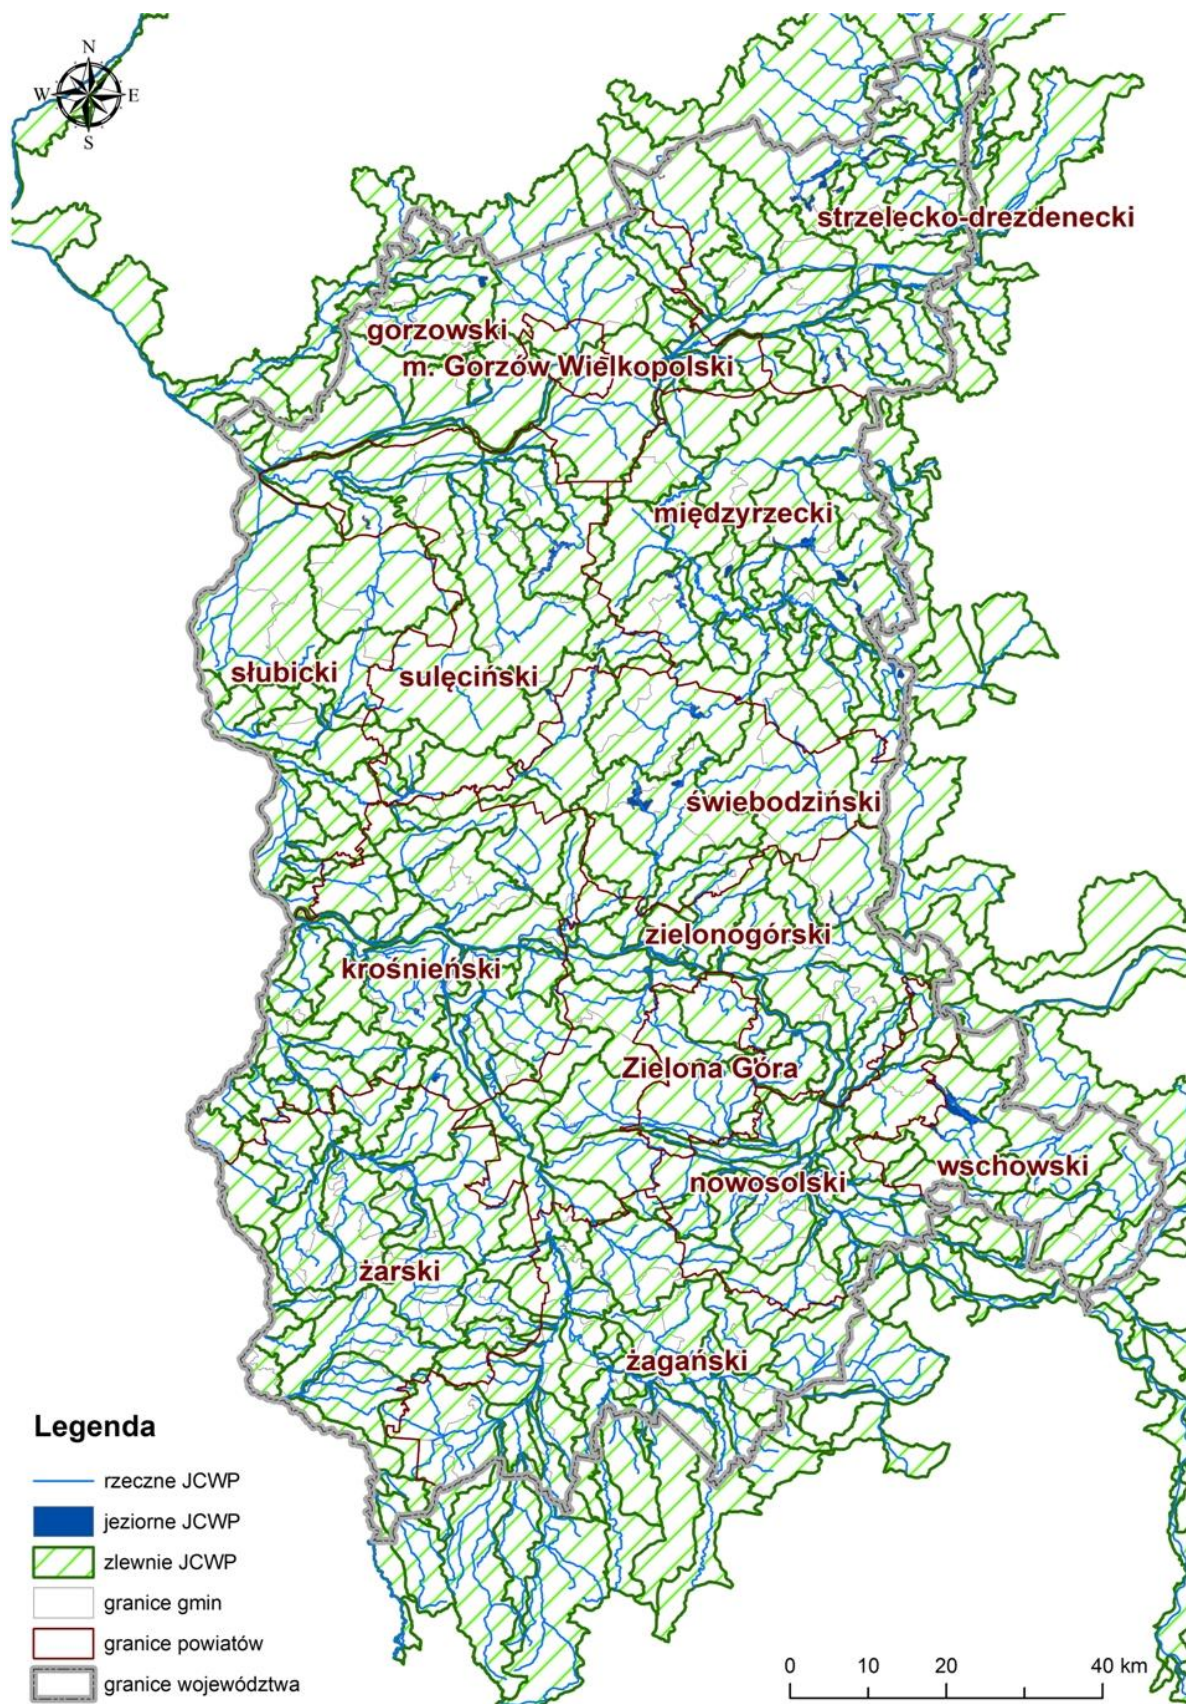 N
W E
S
strzelecko-drezdenecki
gorzowski
m. Gorzów Wielkopolski
międzyrzecki
słubicki
sulęciński
świebodziński
zielonogórski
krośnieński
Zielona Góra
wschowski
nowosolski
żarski
żagański
Legenda
rzeczne JCWP
jeziorne JCWP
zlewnie JCWP
granice gmin
granice powiatów
granice województwa
0 10 20 40 km